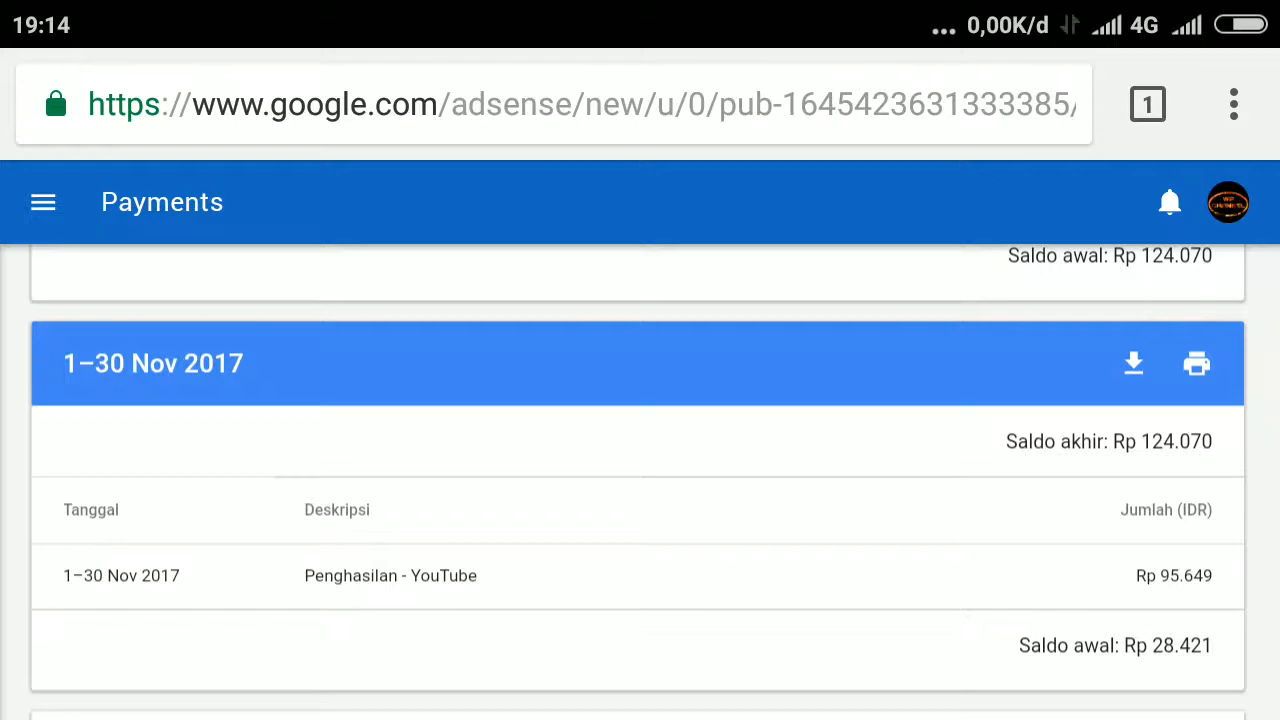 19:14 ... 0,00K/d 4G
https://www.google.com/adsense/new/u/0/pub-1645423631333385/
1
Payments
Saldo awal: Rp 124.070
1–30 Nov 2017
Saldo akhir: Rp 124.070
Tanggal Deskripsi Jumlah (IDR)
1–30 Nov 2017 Penghasilan - YouTube Rp 95.649
Saldo awal: Rp 28.421